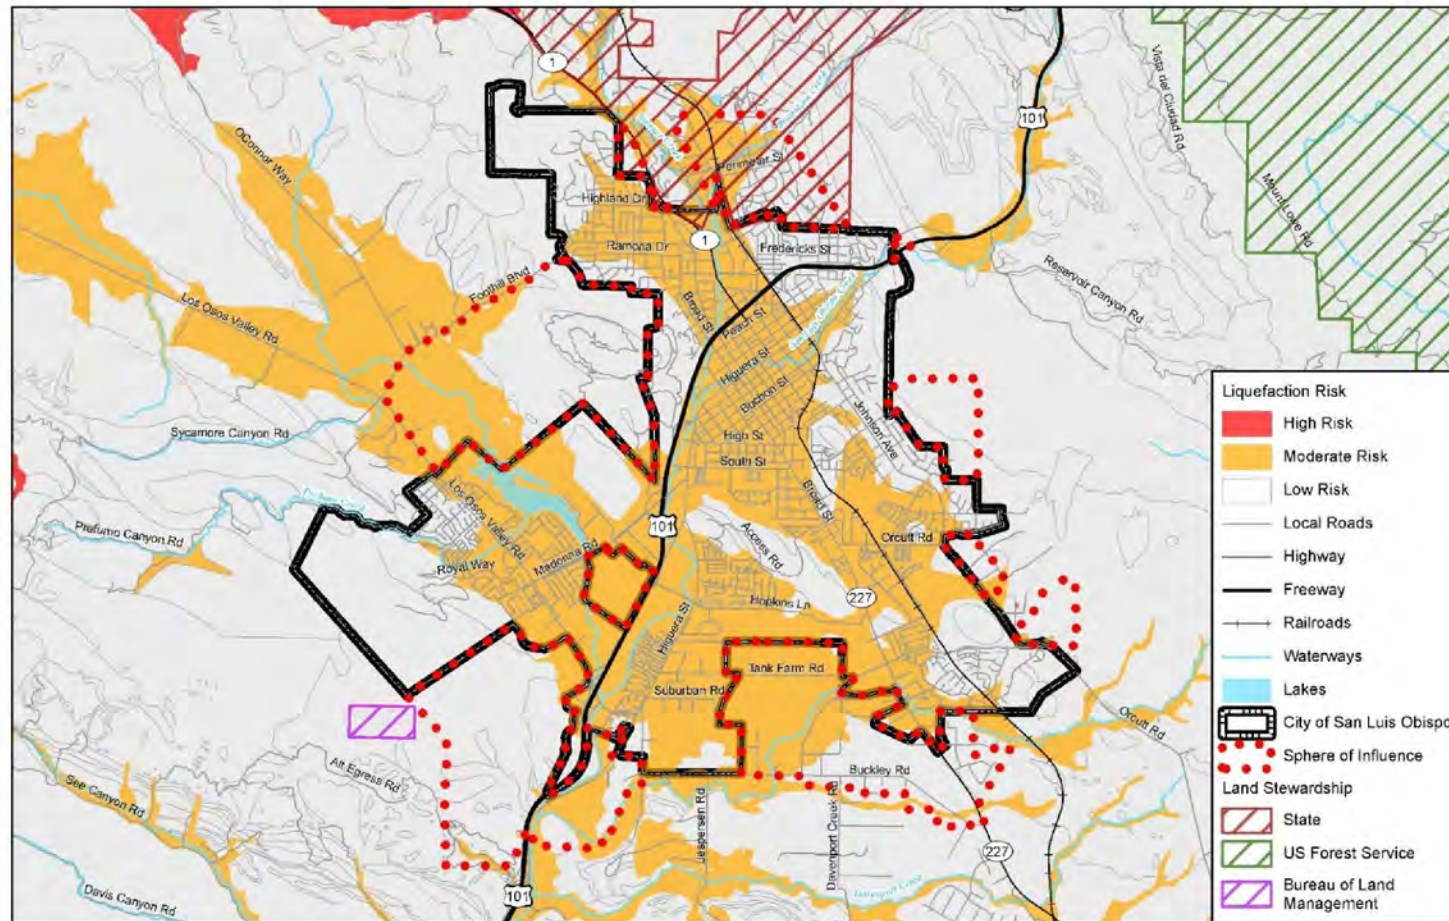 1
101
Vista del Ciudad Rd
O'Connor Way
Perimeter St
Mount Lowe Rd
Highland Dr
1
Ramona Dr
Fredericks St
Foothill Blvd
Reservoir Canyon Rd
Los Osos Valley Rd
Broad St
Peach St
Higuera St
Buchon St
Johnson Ave
Sycamore Canyon Rd
High St
South St
Los Osos Valley Rd
Broad St
101
Access Rd
Orcutt Rd
Prefumo Canyon Rd
Madonna Rd
Royal Way
Hopkins Ln
227
Higuera St
Tank Farm Rd
Suburban Rd
Orcutt Rd
Alt Egress Rd
Buckley Rd
See Canyon Rd
Jespersen Rd
Davenport Creek Rd
227
101
Davis Canyon Rd
Liquefaction Risk
High Risk
Moderate Risk
Low Risk
Local Roads
Highway
Freeway
Railroads
Waterways
Lakes
City of San Luis Obispo
Sphere of Influence
Land Stewardship
State
US Forest Service
Bureau of Land
Management